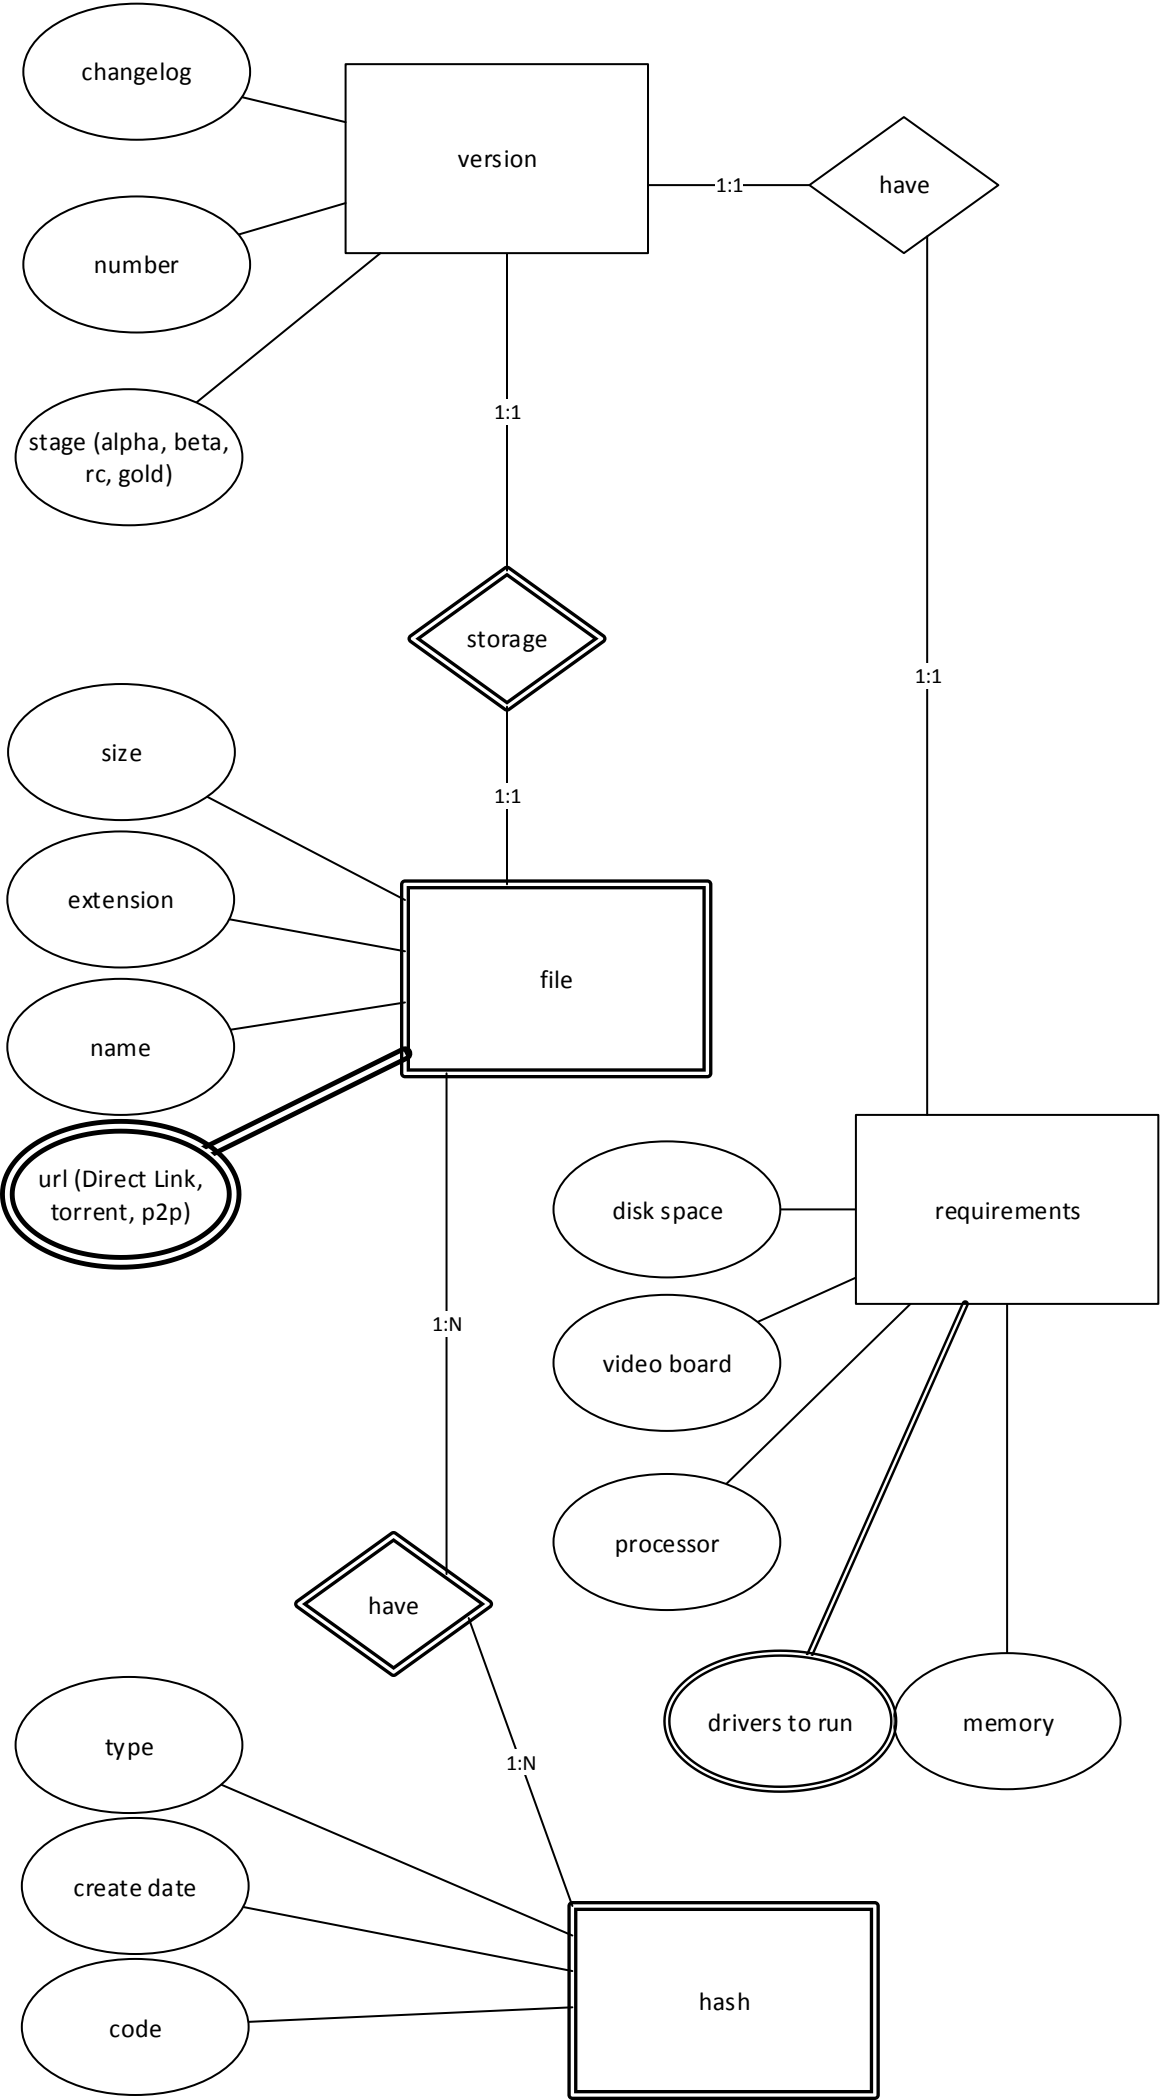 changelog
version
have
1:1
number
stage (alpha, beta,
rc, gold)
1:1
storage
1:1
size
1:1
extension
file
name
url (Direct Link,
torrent, p2p)
disk space
requirements
1:N
video board
processor
have
drivers to run
memory
type
1:N
create date
code
hash